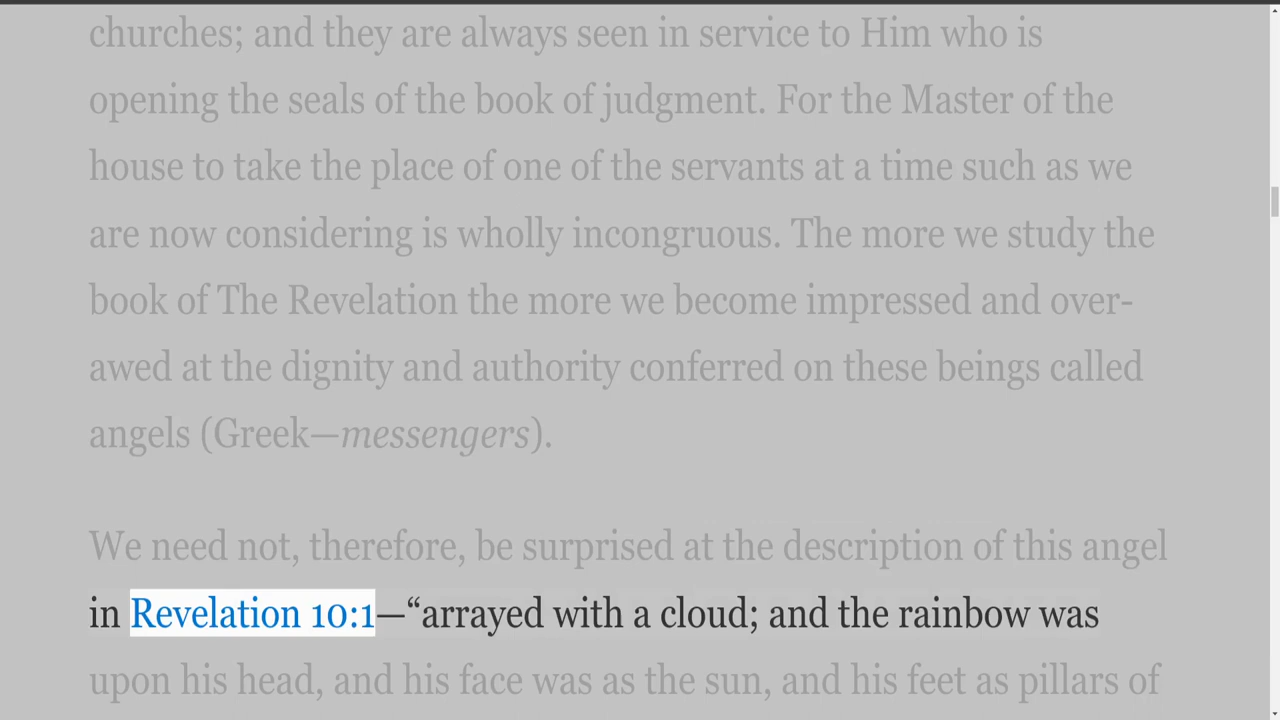 churches; and they are always seen in service to Him who is
opening the seals of the book of judgment. For the Master of the
house to take the place of one of the servants at a time such as we
are now considering is wholly incongruous. The more we study the
book of The Revelation the more we become impressed and over-
awed at the dignity and authority conferred on these beings called
angels (Greek—messengers).
We need not, therefore, be surprised at the description of this angel
in Revelation 10:1—“arrayed with a cloud; and the rainbow was
upon his head, and his face was as the sun, and his feet as pillars of